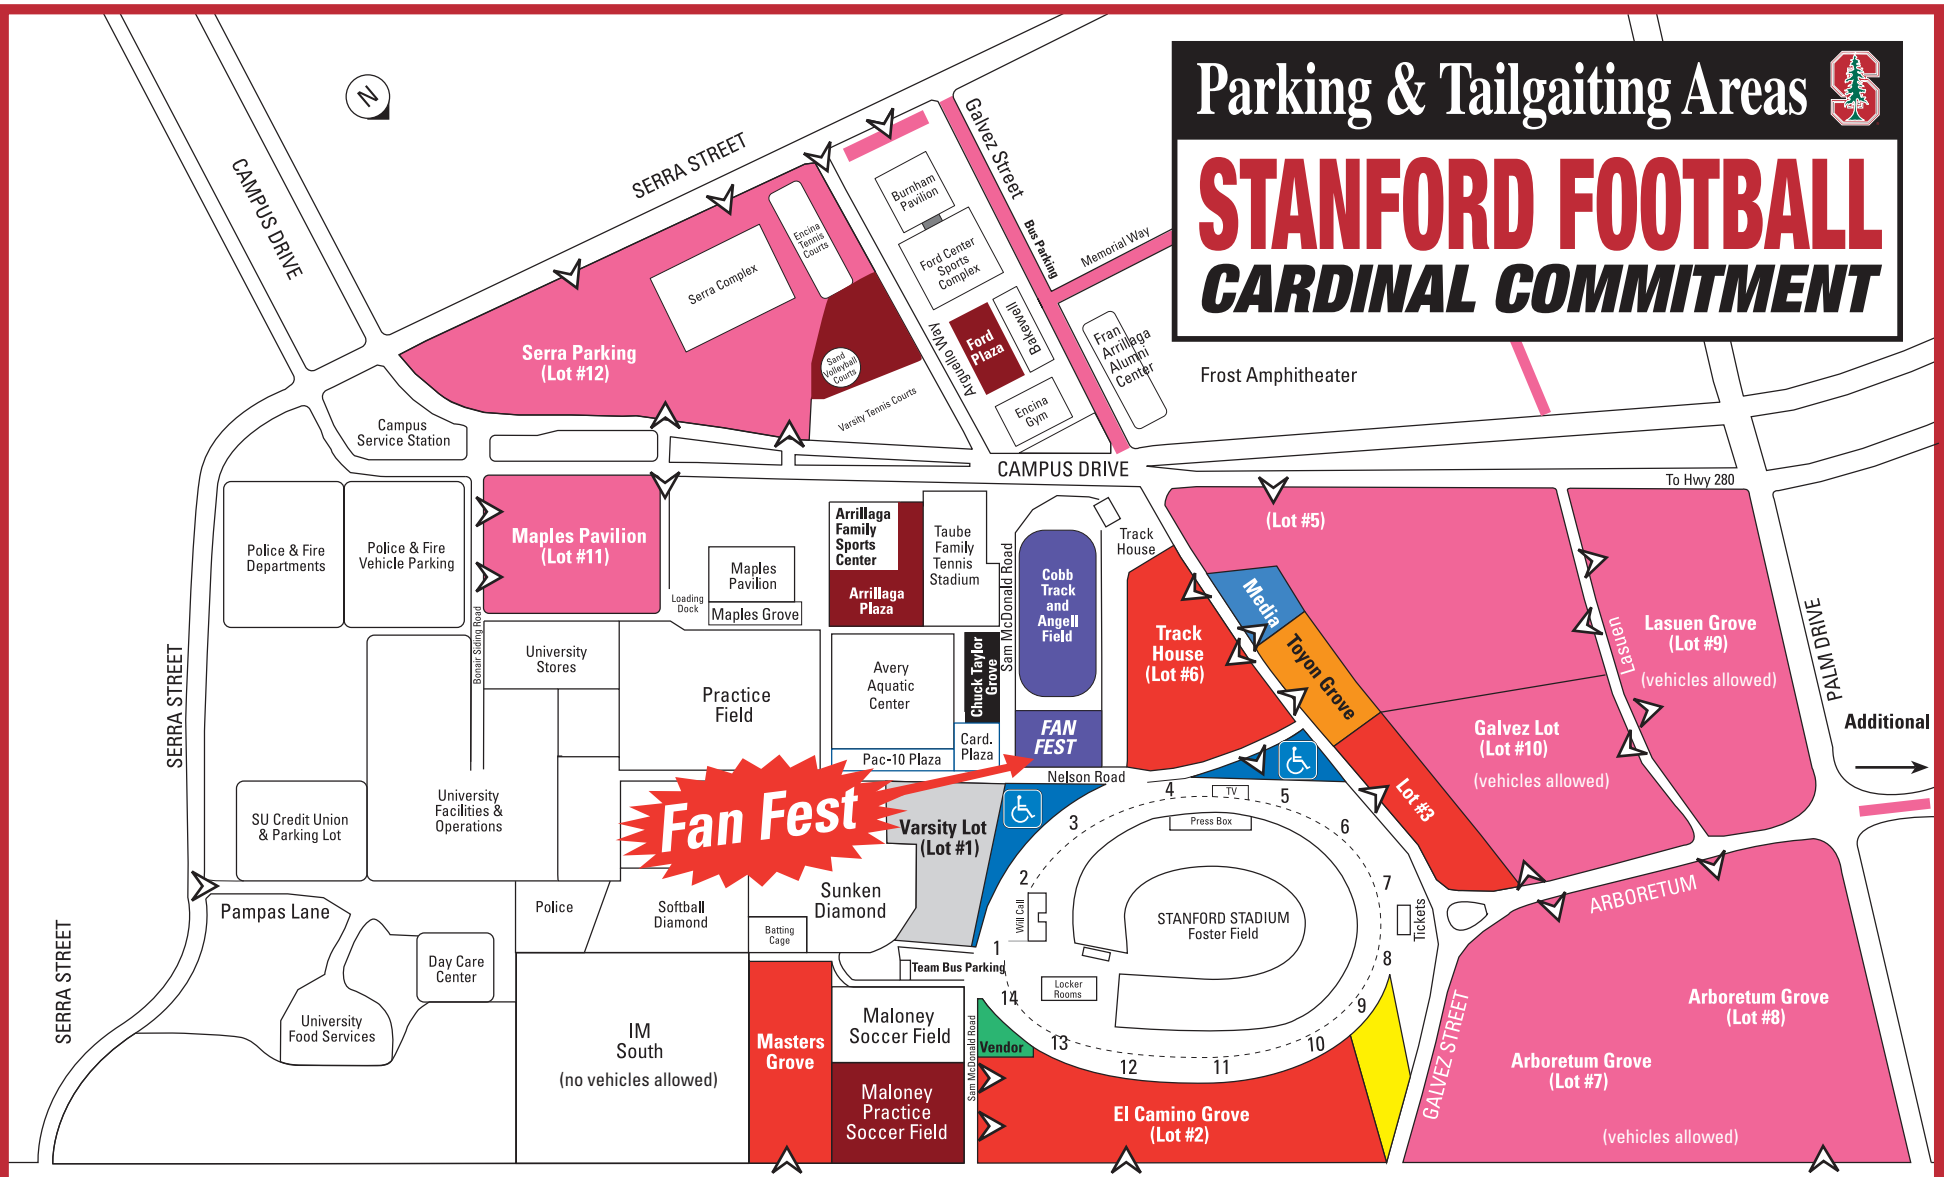 Parking & Tailgaiting Areas
S
STANFORD FOOTBALL
CARDINAL COMMITMENT
N
CAMPUS DRIVE
SERRA STREET
Galvez Street
Bus Parking
Memorial Way
Burnham
Pavilion
Ford Center
Sports
Complex
Encina
Tennis
Courts
Serra Complex
Serra Parking
(Lot #12)
Sand
Volleyball
Courts
Varsity Tennis Courts
Arguello Way
Ford
Plaza
Bakewell
Encina
Gym
Fran
Arrillaga
Alumni
Center
Frost Amphitheater
Campus
Service Station
CAMPUS DRIVE
To Hwy 280
Police & Fire
Departments
Police & Fire
Vehicle Parking
Maples Pavilion
(Lot #11)
Bonair Siding Road
Loading
Dock
Maples
Pavilion
Maples Grove
Arrillaga
Family
Sports
Center
Arrillaga
Plaza
Taube
Family
Tennis
Stadium
Sam McDonald Road
Cobb
Track
and
Angell
Field
Track
House
(Lot #5)
Media
Toyon Grove
Track
House
(Lot #6)
Lasuen
Lasuen Grove
(Lot #9)
(vehicles allowed)
PALM DRIVE
Additional
SERRA STREET
University
Stores
Practice
Field
Avery
Aquatic
Center
Chuck Taylor
Grove
Card.
Plaza
Pac-10 Plaza
FAN
FEST
Nelson Road
Galvez Lot
(Lot #10)
(vehicles allowed)
Lot #3
SU Credit Union
& Parking Lot
University
Facilities &
Operations
Fan Fest
Varsity Lot
(Lot #1)
TV
Press Box
1
2
3
4
5
6
7
8
9
10
11
12
13
14
Will Call
STANFORD STADIUM
Foster Field
Tickets
Locker
Rooms
ARBORETUM
Pampas Lane
Police
Softball
Diamond
Sunken
Diamond
Batting
Cage
Team Bus Parking
SERRA STREET
Day Care
Center
University
Food Services
IM
South
(no vehicles allowed)
Masters
Grove
Maloney
Soccer Field
Maloney
Practice
Soccer Field
Sam McDonald Road
Vendor
El Camino Grove
(Lot #2)
GALVEZ STREET
Arboretum Grove
(Lot #8)
Arboretum Grove
(Lot #7)
(vehicles allowed)